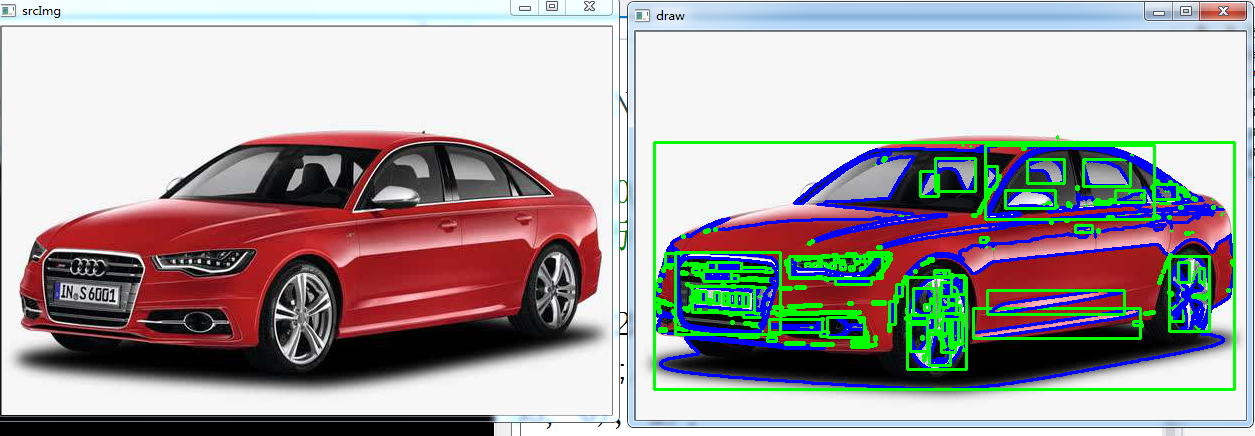 srcImg
draw
IN S 6001